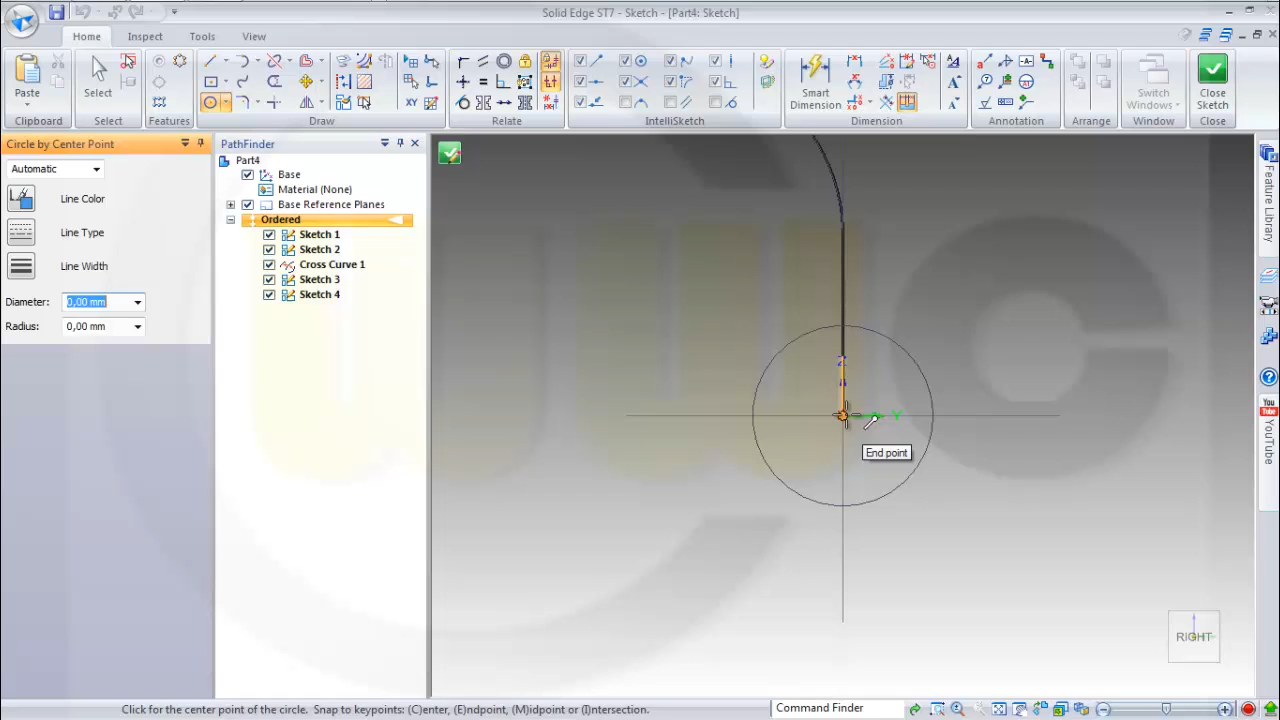 Solid Edge ST7 - Sketch - [Part4: Sketch]
Home
Inspect
Tools
View
Paste
Select
Smart
Dimension
Switch
Windows
Close
Sketch
Clipboard
Select
Features
Draw
Relate
IntelliSketch
Dimension
Annotation
Arrange
Window
Close
Circle by Center Point
Automatic
Line Color
Line Type
Line Width
Diameter:
0,00 mm
Radius:
0,00 mm
PathFinder
Part4
Base
Material (None)
Base Reference Planes
Ordered
Sketch 1
Sketch 2
Cross Curve 1
Sketch 3
Sketch 4
Z
Y
End point
RIGHT
Feature Library
You
Tube
YouTube
Click for the center point of the circle. Snap to keypoints: (C)enter, (E)ndpoint, (M)idpoint or (I)ntersection.
Command Finder